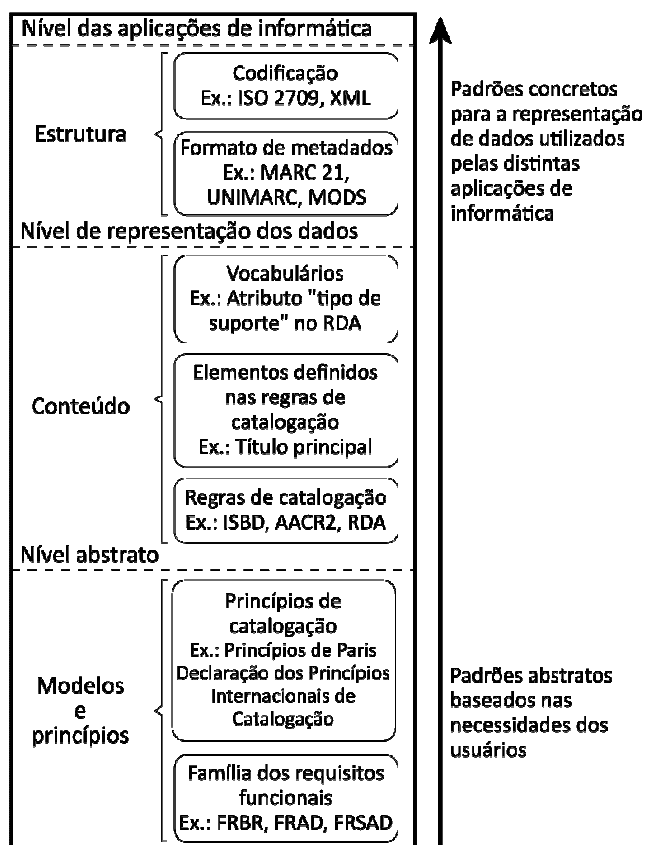 Nível das aplicações de informática
Codificação
Ex.: ISO 2709, XML
Estrutura
Formato de metadados
Ex.: MARC 21,
UNIMARC, MODS
Padrões concretos
para a representação
de dados utilizados
pelas distintas
aplicações de
informática
Nível de representação dos dados
Vocabulários
Ex.: Atributo "tipo de
suporte" no RDA
Conteúdo
Elementos definidos
nas regras de
catalogação
Ex.: Título principal
Regras de catalogação
Ex.: ISBD, AACR2, RDA
Nível abstrato
Modelos
e
princípios
Princípios de
catalogação
Ex.: Princípios de Paris
Declaração dos Princípios
Internacionais de
Catalogação
Família dos requisitos
funcionais
Ex.: FRBR, FRAD, FRSAD
Padrões abstratos
baseados nas
necessidades dos
usuários